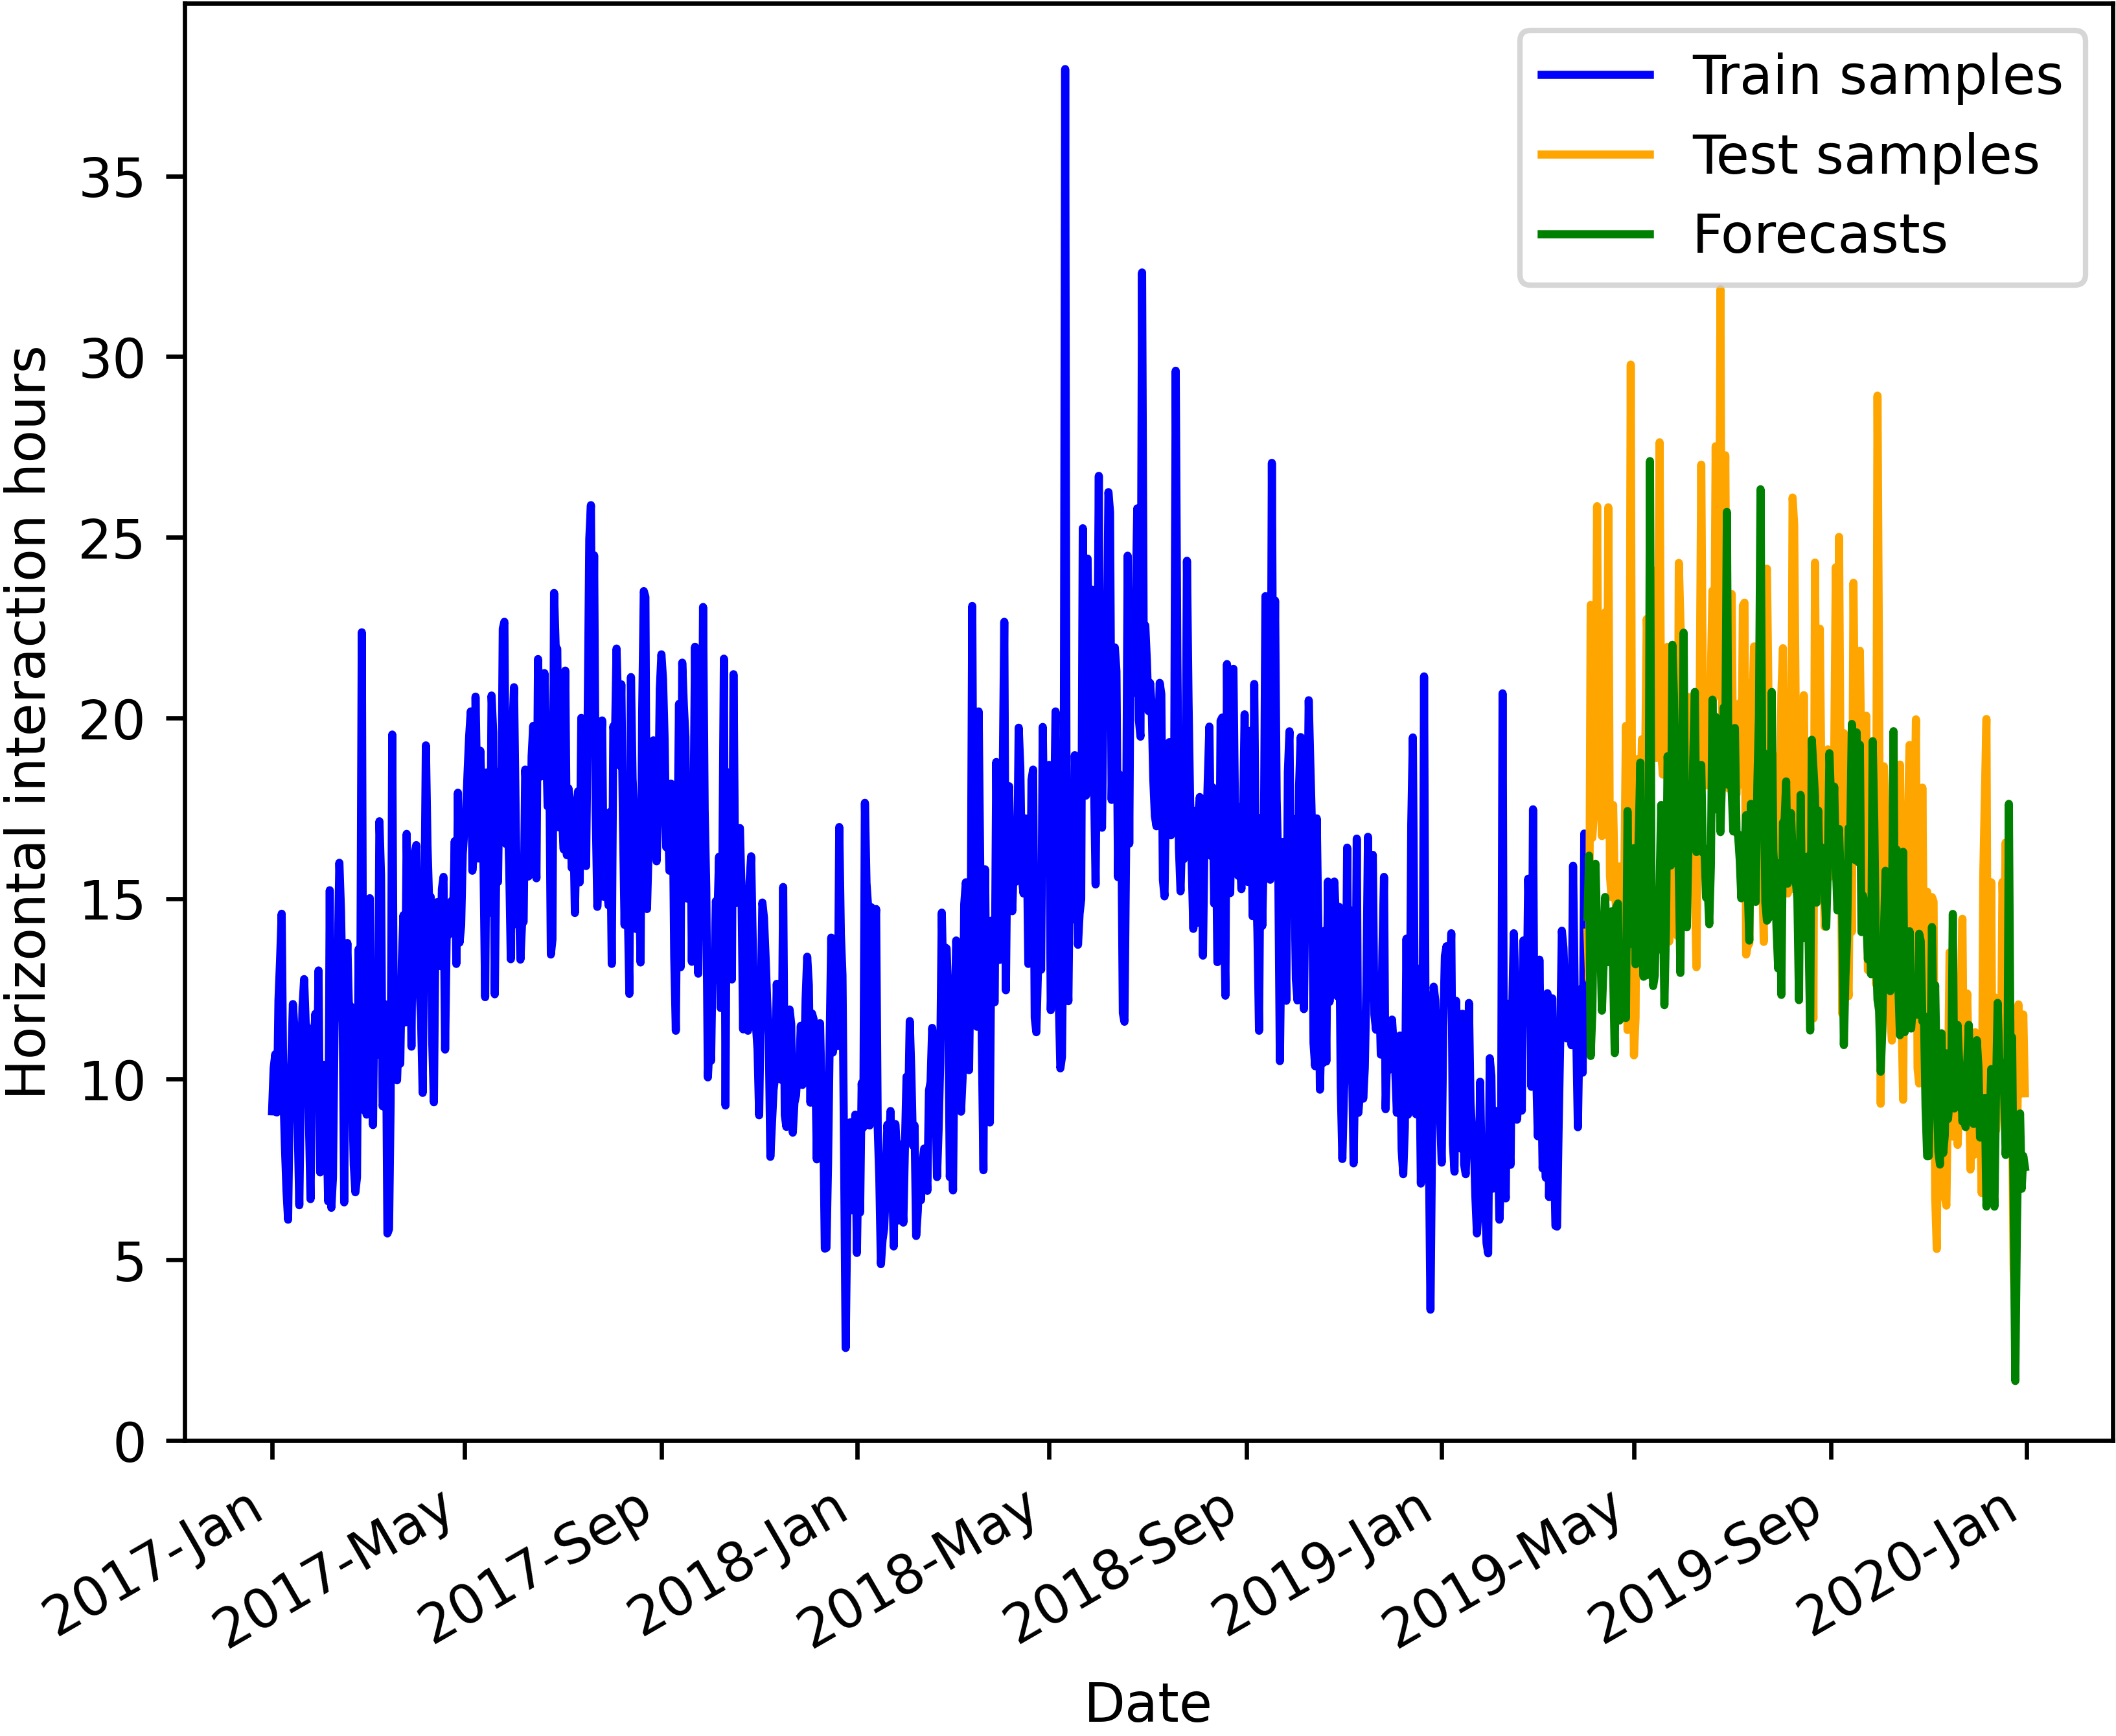 Train samples
Test samples
Forecasts
Horizontal interaction hours
35
30
25
20
15
10
5
0
2017-Jan
2017-May
2017-Sep
2018-Jan
2018-May
2018-Sep
2019-Jan
2019-May
2019-Sep
2020-Jan
Date